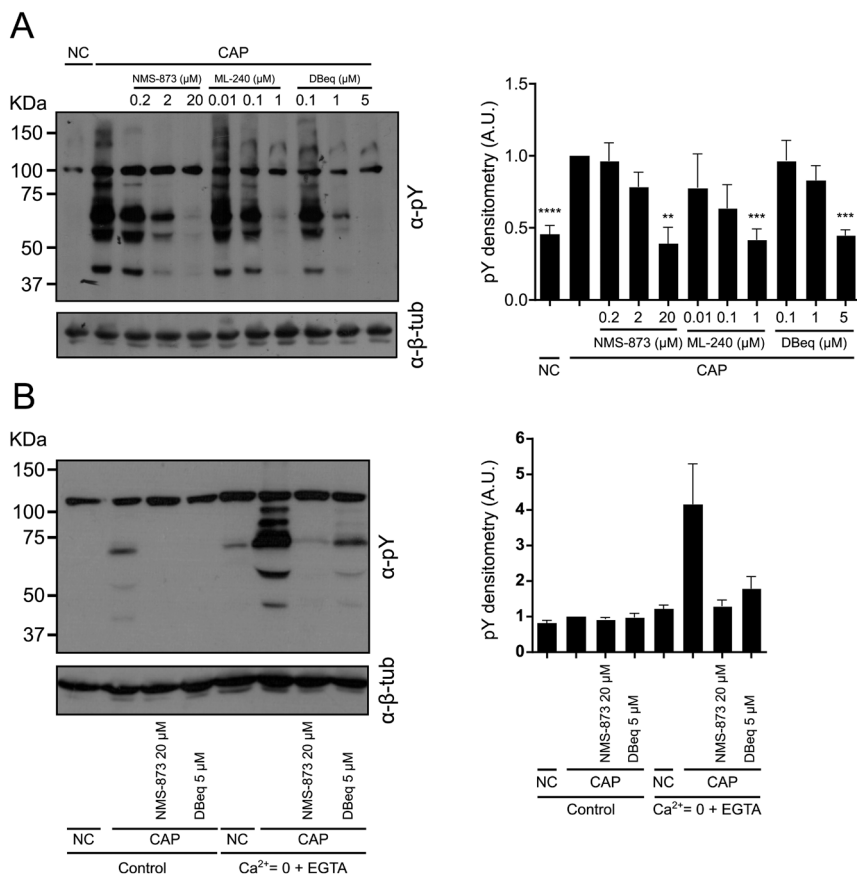 A
NC CAP
NMS-873 (µM) ML-240 (µM) DBeq (µM)
KDa 0.2 2 20 0.01 0.1 1 0.1 1 5
150
100
75
50
37
α-pY
α-β-tub
pY densitometry (A.U.)
1.5
1.0
0.5
0.0
**** ** *** ***
0.2 2 20 0.01 0.1 1 0.1 1 5
NMS-873 (µM) ML-240 (µM) DBeq (µM)
NC CAP
B
KDa
150
100
75
50
37
α-pY
α-β-tub
NMS-873 20 µM
DBeq 5 µM
NMS-873 20 µM
DBeq 5 µM
NC CAP NC CAP
Control Ca²⁺= 0 + EGTA
pY densitometry (A.U.)
6
5
4
3
2
1
0
NMS-873 20 µM
DBeq 5 µM
NMS-873 20 µM
DBeq 5 µM
NC CAP NC CAP
Control Ca²⁺= 0 + EGTA